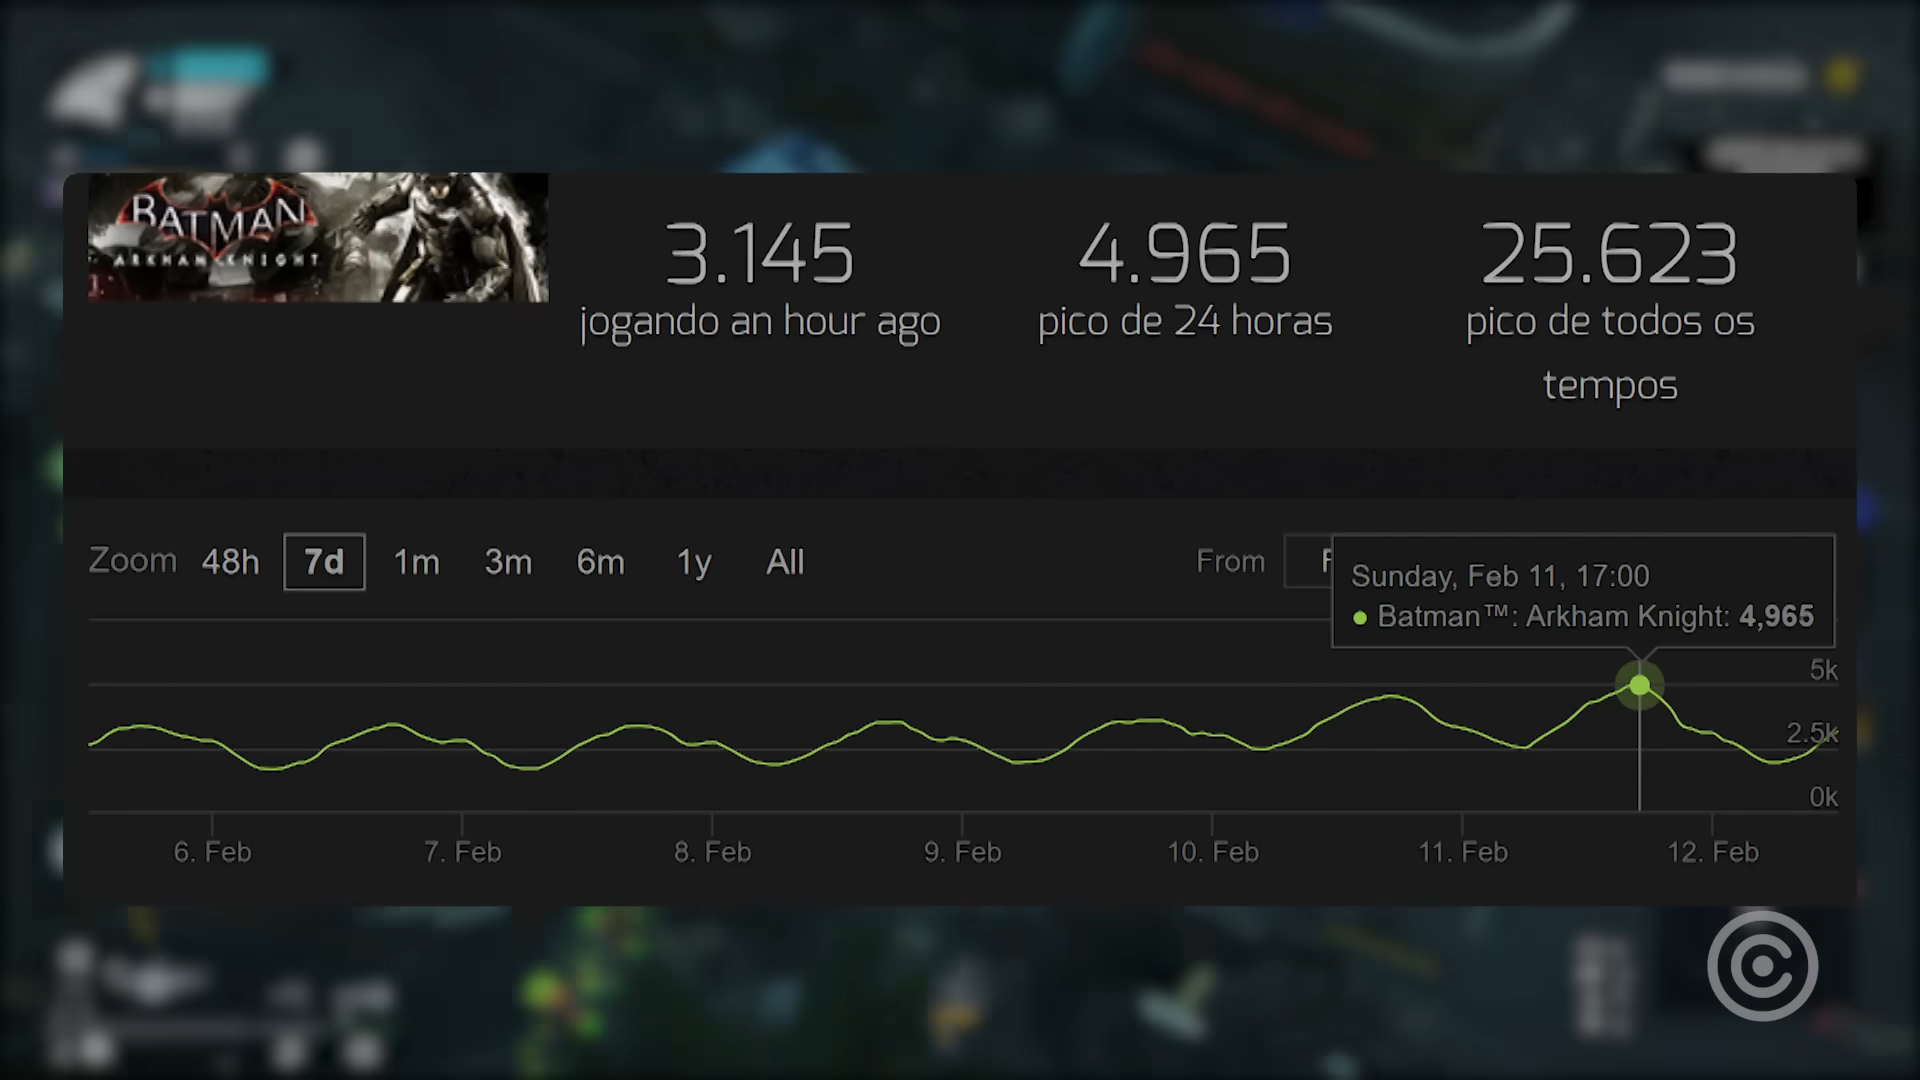 BATMAN
ARKHAM KNIGHT
3.145
jogando an hour ago
4.965
pico de 24 horas
25.623
pico de todos os
tempos
Zoom 48h 7d 1m 3m 6m 1y All
From F
Sunday, Feb 11, 17:00
Batman™: Arkham Knight: 4,965
5k
2.5k
0k
6. Feb 7. Feb 8. Feb 9. Feb 10. Feb 11. Feb 12. Feb